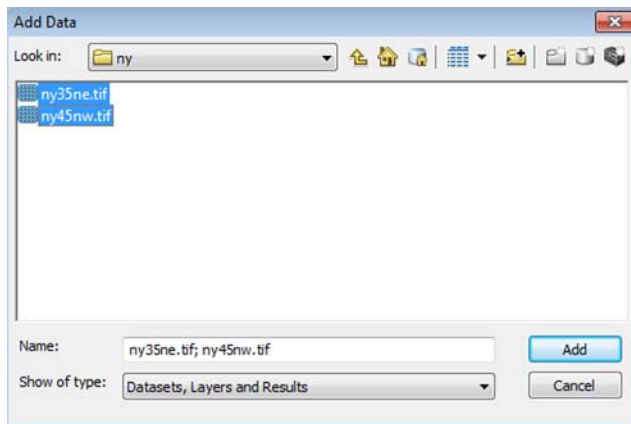 Add Data
Look in: ny
ny35ne.tif
ny45nw.tif
Name: ny35ne.tif; ny45nw.tif Add
Show of type: Datasets, Layers and Results Cancel